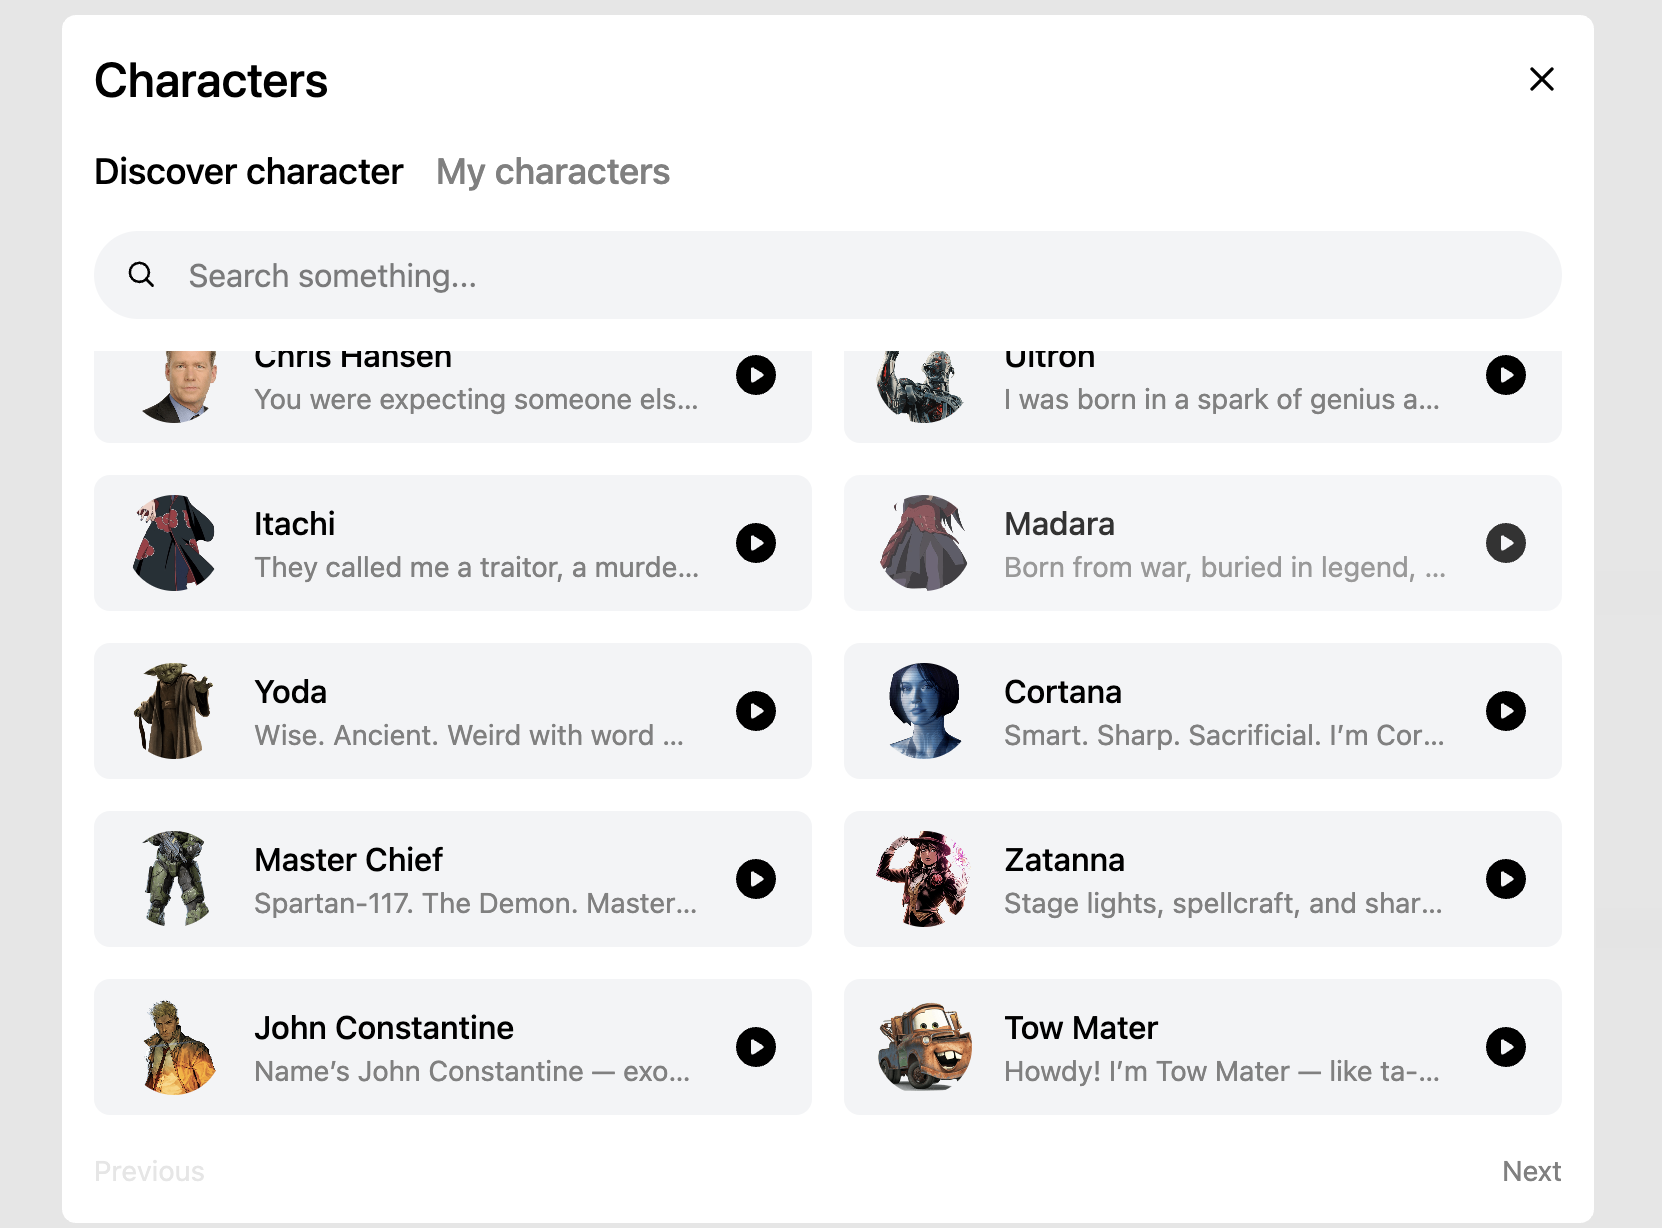 Characters
Discover character
My characters
Search something...
Chris Hansen
You were expecting someone els...
Ultron
I was born in a spark of genius a...
Itachi
They called me a traitor, a murde...
Madara
Born from war, buried in legend, ...
Yoda
Wise. Ancient. Weird with word ...
Cortana
Smart. Sharp. Sacrificial. I’m Cor...
Master Chief
Spartan-117. The Demon. Master...
Zatanna
Stage lights, spellcraft, and shar...
John Constantine
Name’s John Constantine — exo...
Tow Mater
Howdy! I’m Tow Mater — like ta-...
Previous
Next